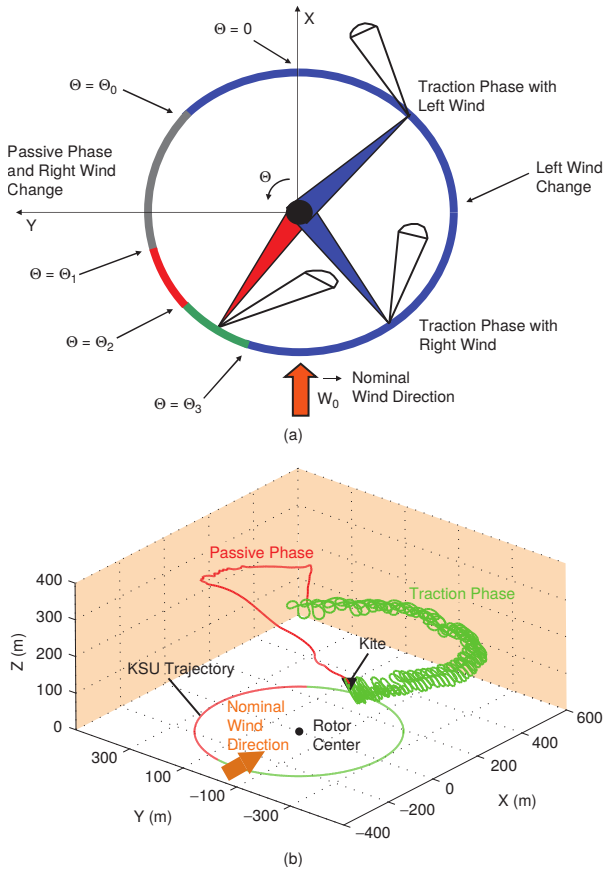 X
Θ = 0
Θ = Θ0
Traction Phase with
Left Wind
Passive Phase
and Right Wind
Change
Θ
Left Wind
Change
Y
Θ = Θ1
Θ = Θ2
Traction Phase with
Right Wind
Θ = Θ3
W0
Nominal
Wind Direction
(a)
Passive Phase
Traction Phase
Kite
KSU Trajectory
Nominal
Wind
Direction
Rotor
Center
Z (m)
400
300
200
100
0
300
100
−100
−300
Y (m)
−400
−200
0
200
400
600
X (m)
(b)